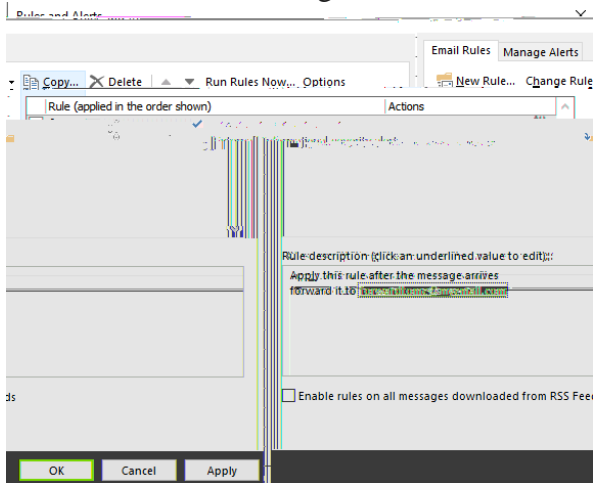 Rules and Alerts
Email Rules Manage Alerts
Copy... Delete Run Rules Now... Options
New Rule... Change Rule
Rule (applied in the order shown) Actions
Rule description (click an underlined value to edit):
Apply this rule after the message arrives
forward it to
ds
Enable rules on all messages downloaded from RSS Fee
OK Cancel Apply